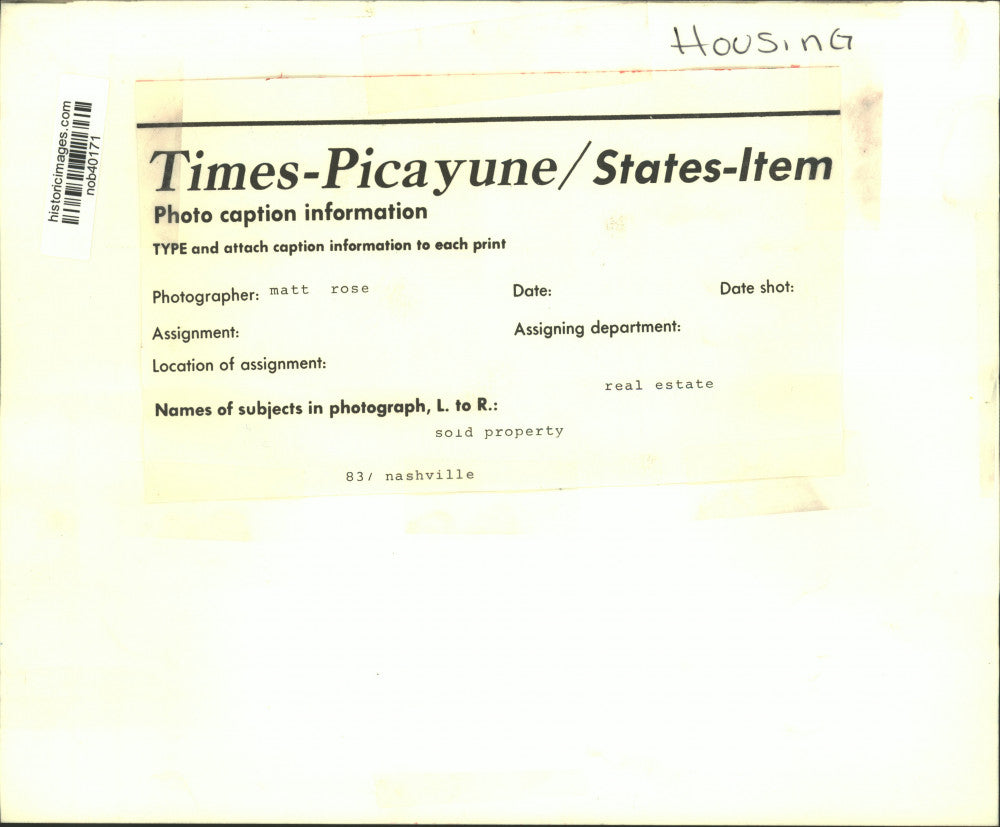 HOUSING
historicimages.com
nob40171
Times-Picayune/States-Item
Photo caption information
TYPE and attach caption information to each print
Photographer: matt rose Date: Date shot:
Assignment: Assigning department:
Location of assignment:
real estate
Names of subjects in photograph, L. to R.:
sold property
nashville